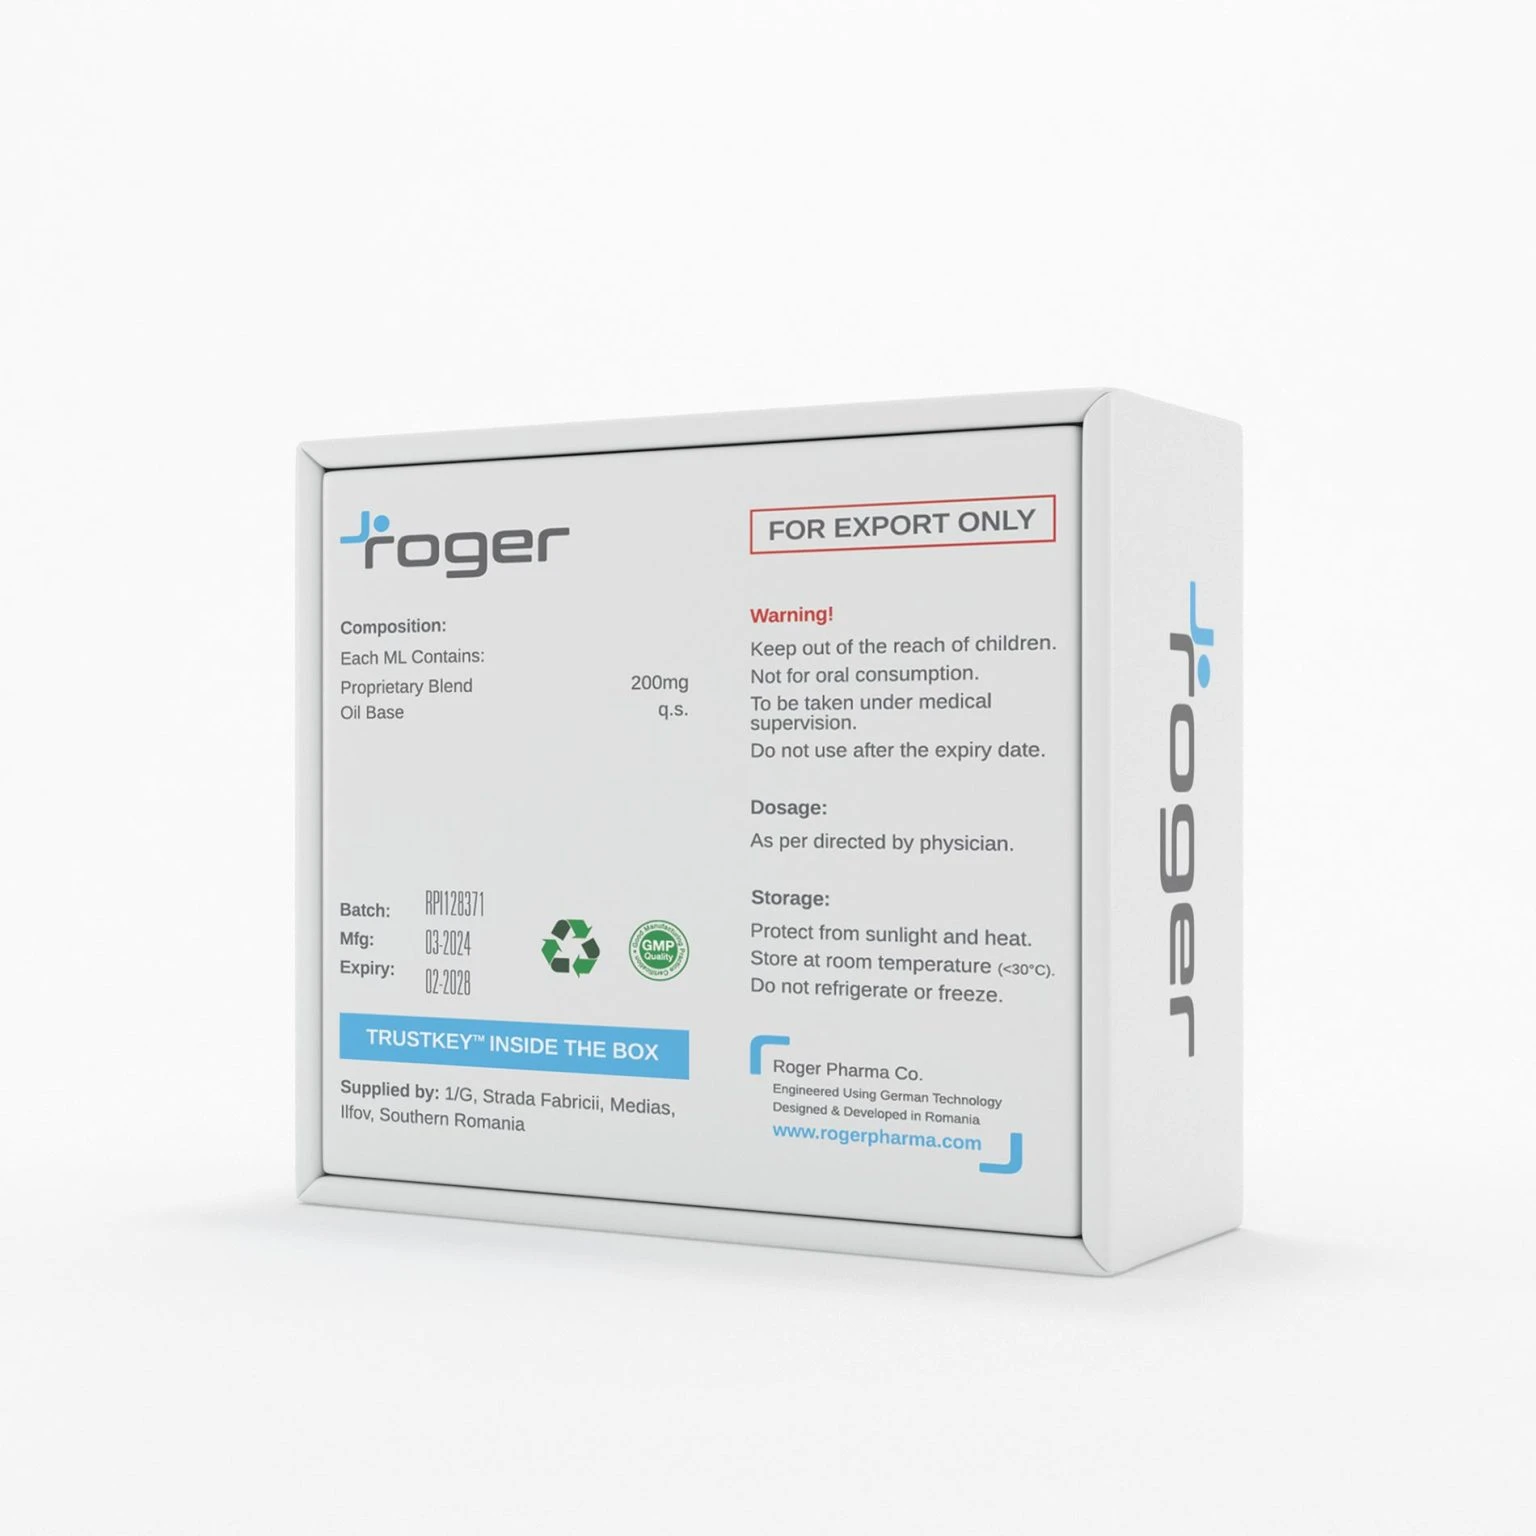 roger
Composition:
Each ML Contains:
Proprietary Blend 200mg
Oil Base q.s.
Batch: RPI128371
Mfg: 03-2024
Expiry: 02-2028
Good Manufacturing Practice Certification
GMP
Quality
TRUSTKEY™ INSIDE THE BOX
Supplied by: 1/G, Strada Fabricii, Medias,
Ilfov, Southern Romania
FOR EXPORT ONLY
Warning!
Keep out of the reach of children.
Not for oral consumption.
To be taken under medical
supervision.
Do not use after the expiry date.
Dosage:
As per directed by physician.
Storage:
Protect from sunlight and heat.
Store at room temperature (<30°C).
Do not refrigerate or freeze.
Roger Pharma Co.
Engineered Using German Technology
Designed & Developed in Romania
www.rogerpharma.com
roger